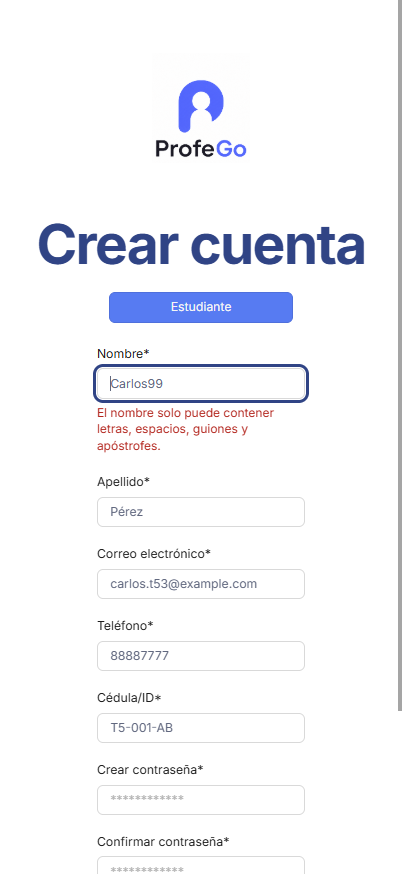 ProfeGo
Crear cuenta
Estudiante
Nombre*
Carlos99
El nombre solo puede contener
letras, espacios, guiones y
apóstrofes.
Apellido*
Pérez
Correo electrónico*
carlos.t53@example.com
Teléfono*
88887777
Cédula/ID*
T5-001-AB
Crear contraseña*
************
Confirmar contraseña*
************